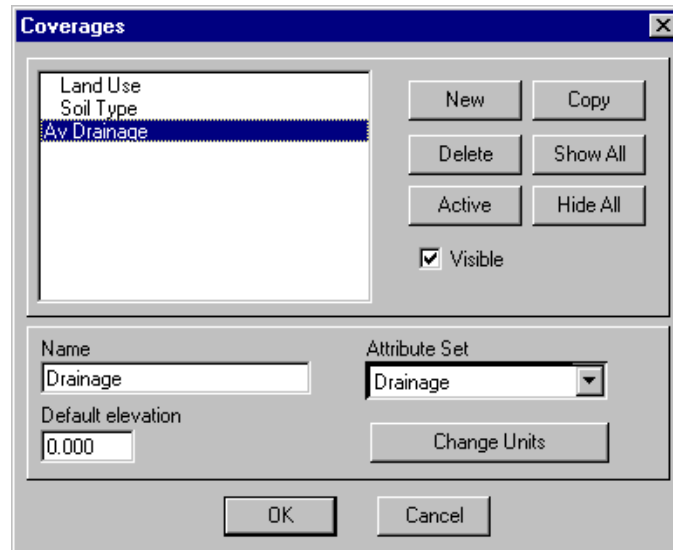 Coverages
Land Use
Soil Type
Av Drainage
New
Copy
Delete
Show All
Active
Hide All
Visible
Name
Drainage
Attribute Set
Drainage
Default elevation
0.000
Change Units
OK
Cancel